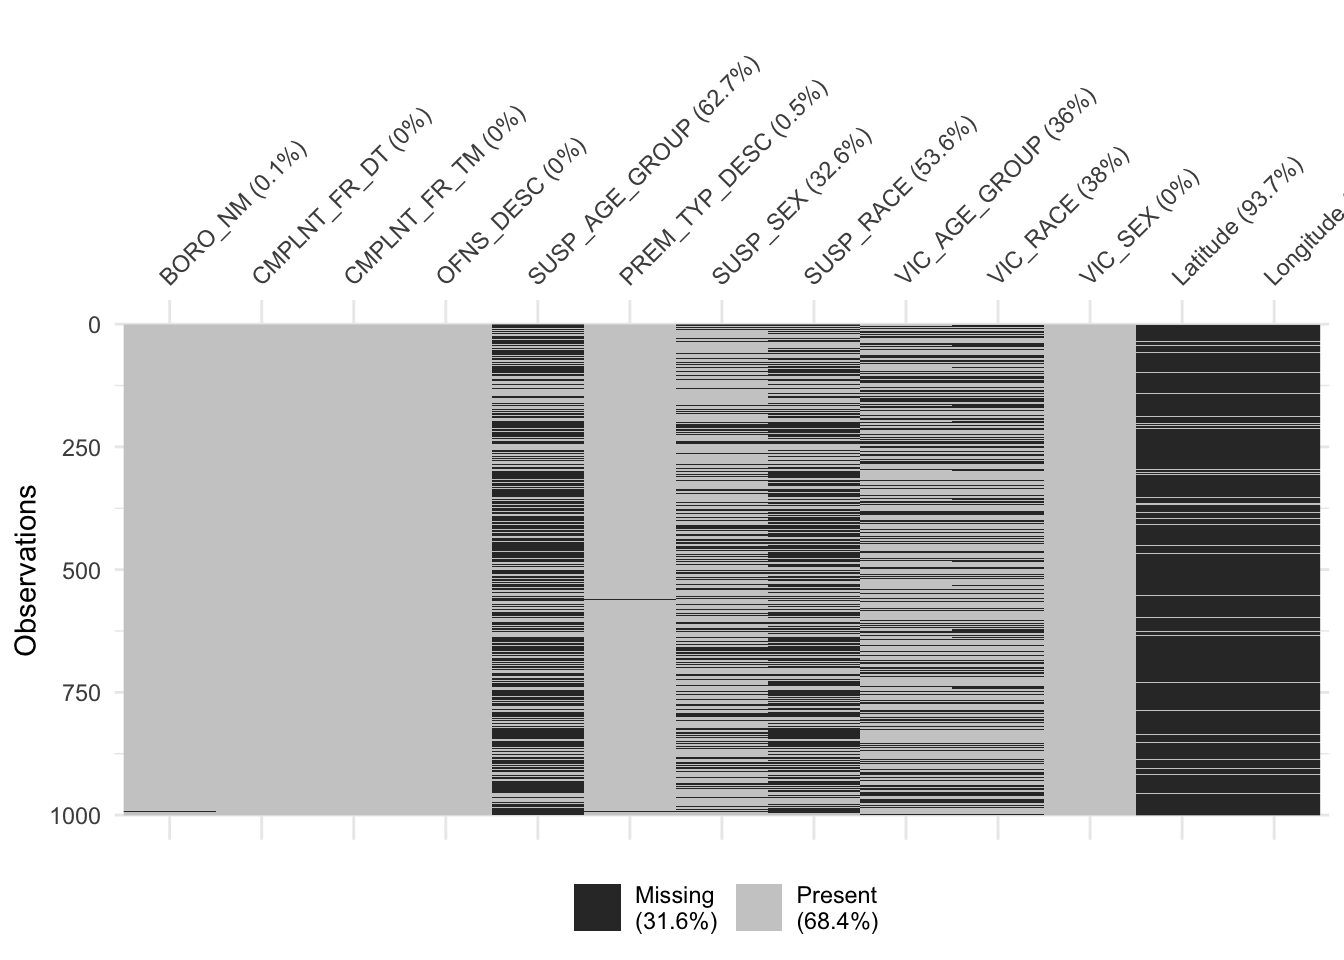 BORO_NM (0.1%)
CMPLNT_FR_DT (0%)
CMPLNT_FR_TM (0%)
OFNS_DESC (0%)
SUSP_AGE_GROUP (62.7%)
PREM_TYP_DESC (0.5%)
SUSP_SEX (32.6%)
SUSP_RACE (53.6%)
VIC_AGE_GROUP (36%)
VIC_RACE (38%)
VIC_SEX (0%)
Latitude (93.7%)
Longitude
0
250
500
750
1000
Observations
Missing
(31.6%)
Present
(68.4%)